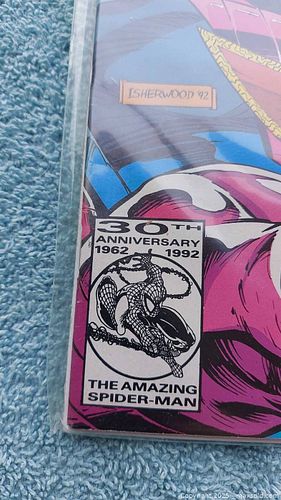 ISHERWOOD '92
30TH
ANNIVERSARY
1962 1992
THE AMAZING
SPIDER-MAN